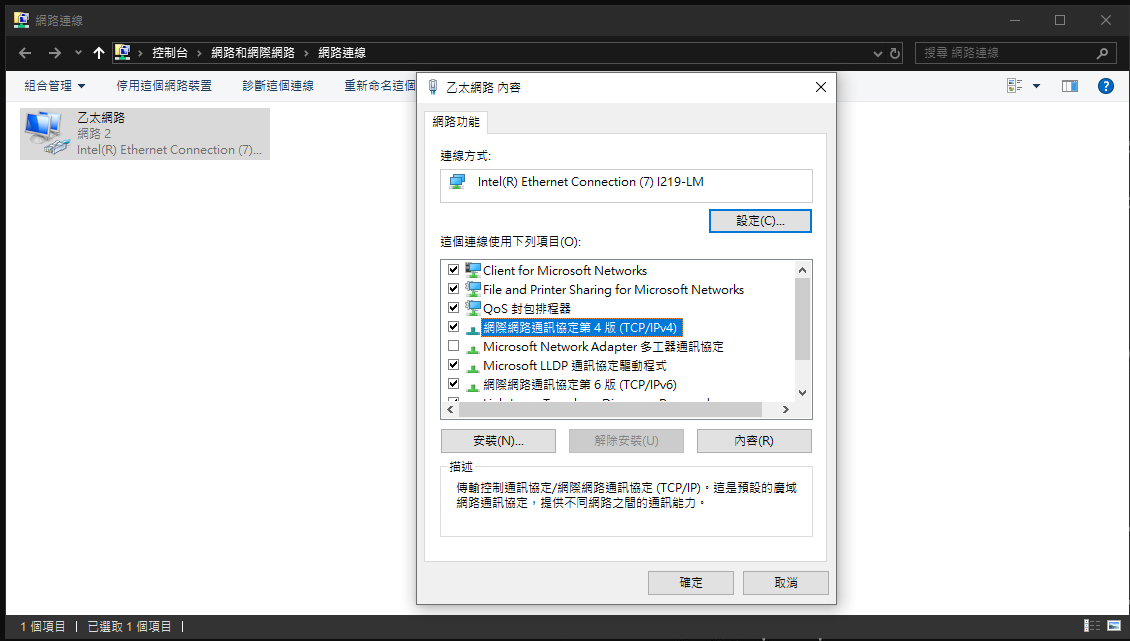 網路連線
控制台 › 網路和網際網路 › 網路連線
搜尋 網路連線
組合管理
停用這個網路裝置
診斷這個連線
重新命名這個
乙太網路
網路 2
Intel(R) Ethernet Connection (7)...
乙太網路 內容
網路功能
連線方式:
Intel(R) Ethernet Connection (7) I219-LM
設定(C)...
這個連線使用下列項目(O):
Client for Microsoft Networks
File and Printer Sharing for Microsoft Networks
QoS 封包排程器
網際網路通訊協定第 4 版 (TCP/IPv4)
Microsoft Network Adapter 多工器通訊協定
Microsoft LLDP 通訊協定驅動程式
網際網路通訊協定第 6 版 (TCP/IPv6)
安裝(N)...
解除安裝(U)
內容(R)
描述
傳輸控制通訊協定/網際網路通訊協定 (TCP/IP)。這是預設的廣域
網路通訊協定，提供不同網路之間的通訊能力。
確定
取消
1 個項目
已選取 1 個項目